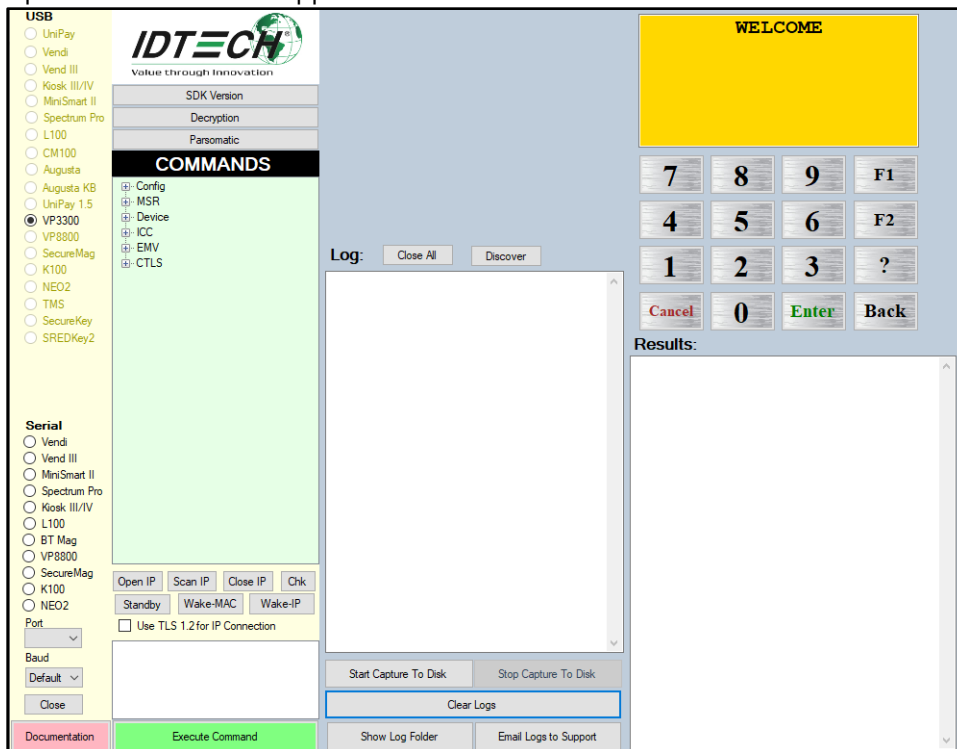 USB
UniPay
Vendi
Vend III
Kiosk III/IV
MiniSmart II
Spectrum Pro
L100
CM100
Augusta
Augusta KB
UniPay 1.5
VP3300
VP8800
SecureMag
K100
NEO2
TMS
SecureKey
SREDKey2
Serial
Vendi
Vend III
MiniSmart II
Spectrum Pro
Kiosk III/IV
L100
BT Mag
VP8800
SecureMag
K100
NEO2
Port
Baud
Default
Close
Documentation
IDTECH®
Value through Innovation
SDK Version
Decryption
Parsomatic
COMMANDS
Config
MSR
Device
ICC
EMV
CTLS
Open IP Scan IP Close IP Chk
Standby Wake-MAC Wake-IP
Use TLS 1.2 for IP Connection
Execute Command
Log: Close All Discover
Start Capture To Disk Stop Capture To Disk
Clear Logs
Show Log Folder Email Logs to Support
WELCOME
7 8 9 F1
4 5 6 F2
1 2 3 ?
Cancel 0 Enter Back
Results: